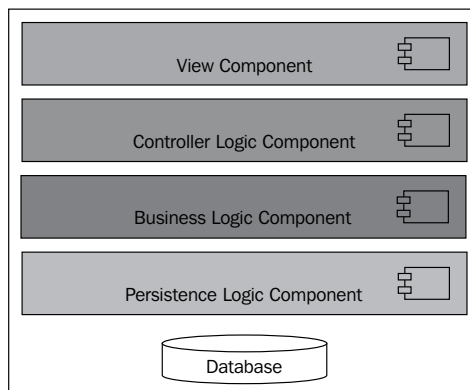 View Component
Controller Logic Component
Business Logic Component
Persistence Logic Component
Database